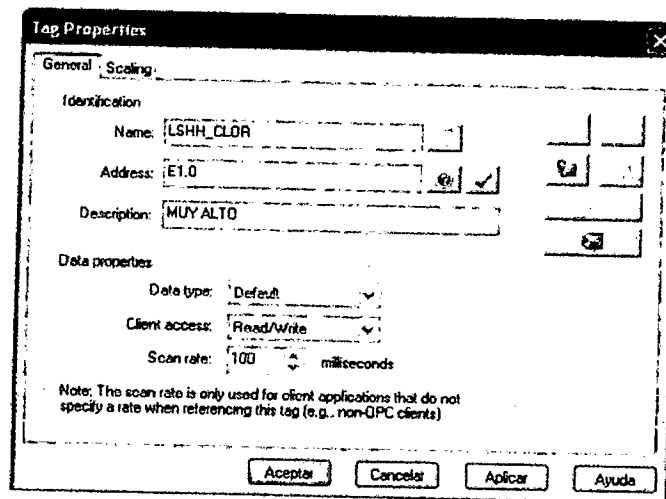 Tag Properties
General Scaling
Identification
Name: LSHH_CLOR
Address: E1.0
Description: MUY ALTO
Data properties
Data type: Default
Client access: Read/Write
Scan rate: 100 milliseconds
Note: The scan rate is only used for client applications that do not
specify a rate when referencing this tag (e.g., non-OPC clients)
Aceptar Cancelar Aplicar Ayuda